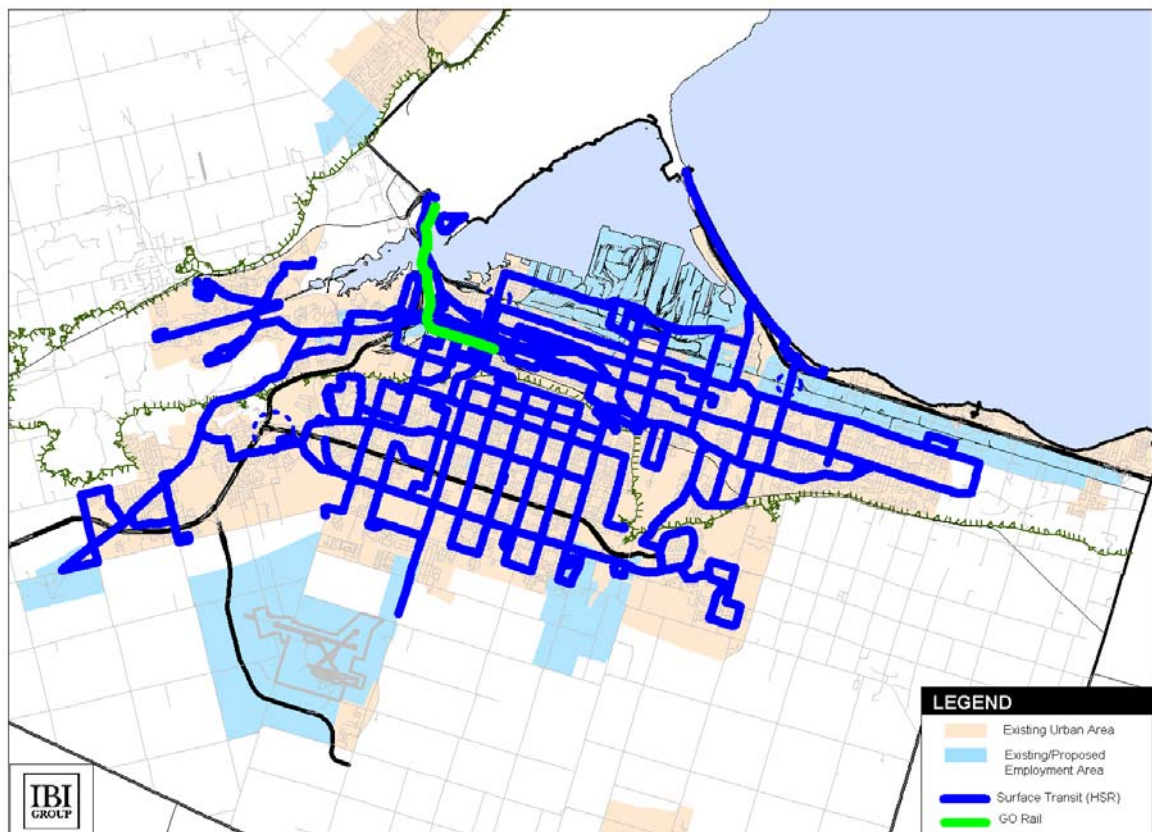 LEGEND
Existing Urban Area
Existing/Proposed
Employment Area
Surface Transit (HSR)
GO Rail
IBI
GROUP